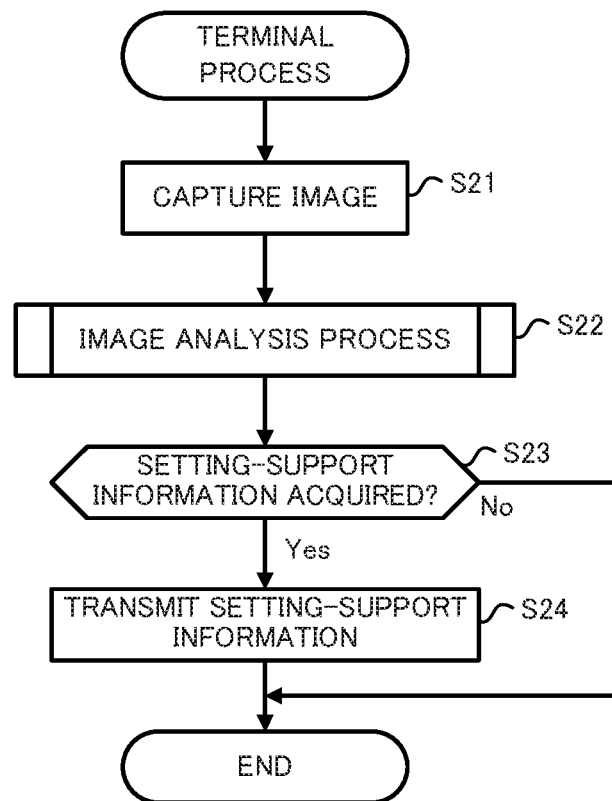 TERMINAL
PROCESS
CAPTURE IMAGE
S21
IMAGE ANALYSIS PROCESS
S22
SETTING-SUPPORT
INFORMATION ACQUIRED?
S23
No
Yes
TRANSMIT SETTING-SUPPORT
INFORMATION
S24
END